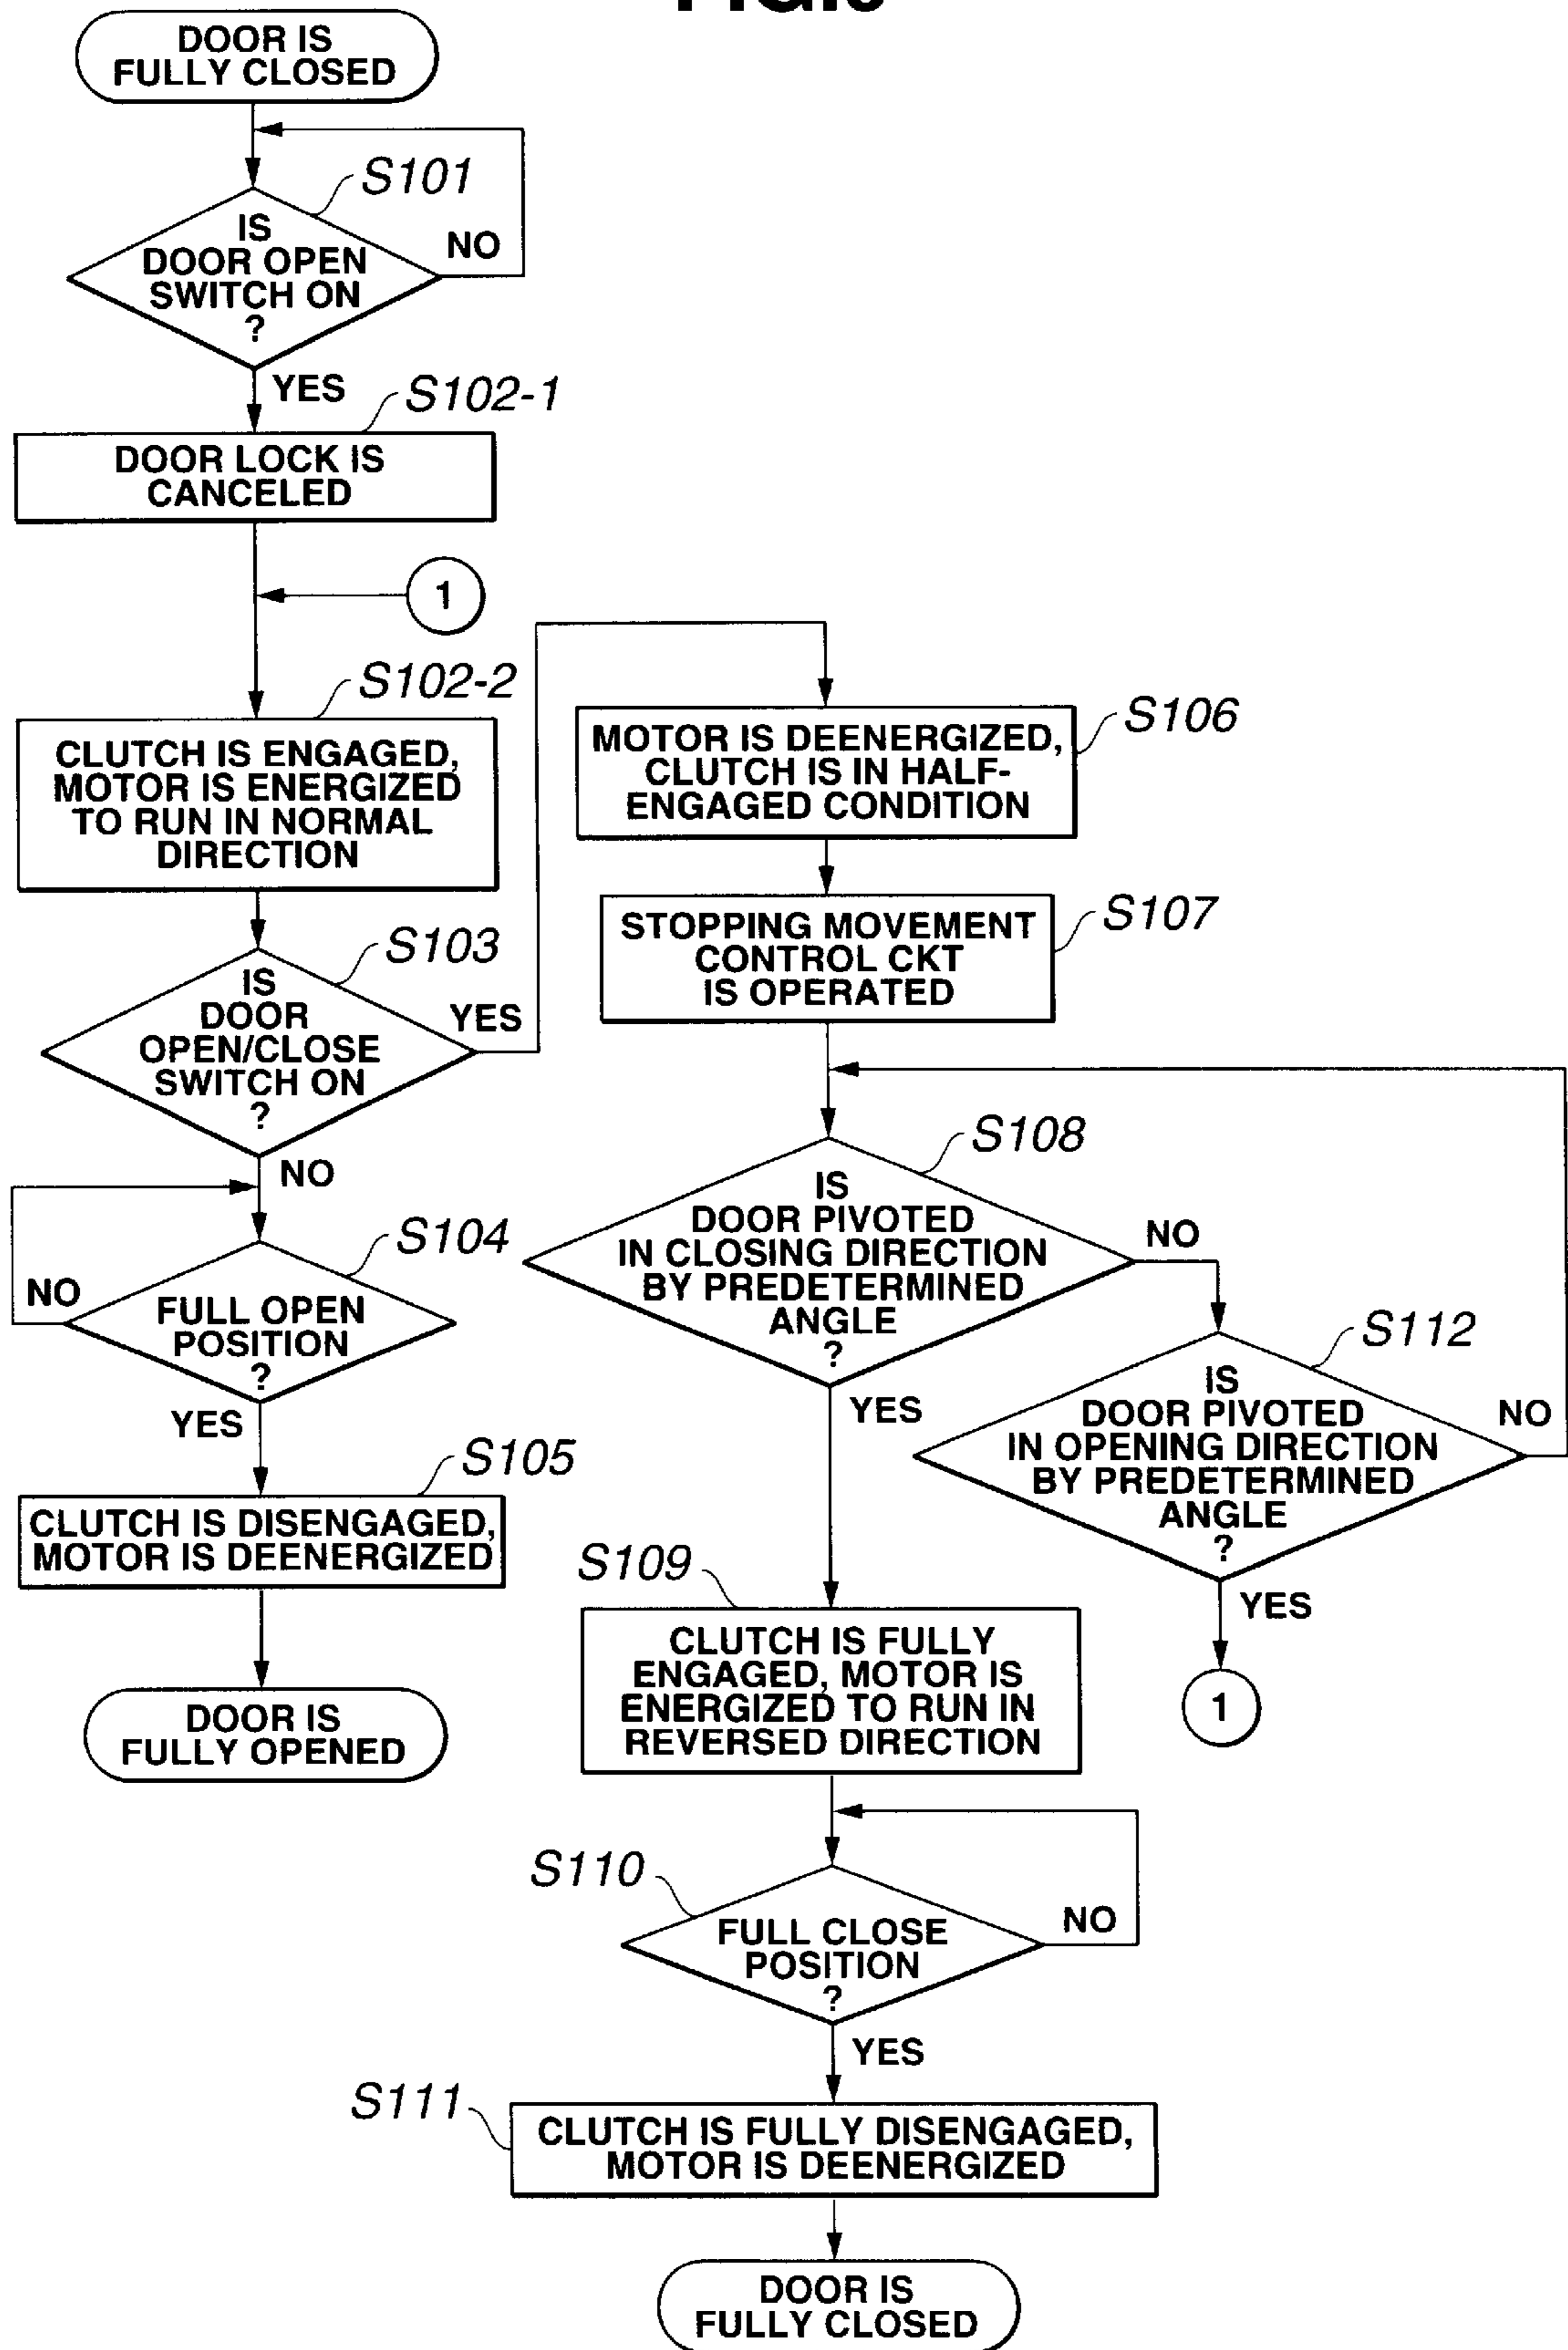 DOOR IS
FULLY CLOSED
S101
IS
DOOR OPEN
SWITCH ON
?
NO
YES
S102-1
DOOR LOCK IS
CANCELED
1
S102-2
CLUTCH IS ENGAGED,
MOTOR IS ENERGIZED
TO RUN IN NORMAL
DIRECTION
S103
IS
DOOR
OPEN/CLOSE
SWITCH ON
?
YES
NO
S104
FULL OPEN
POSITION
?
NO
YES
S105
CLUTCH IS DISENGAGED,
MOTOR IS DEENERGIZED
DOOR IS
FULLY OPENED
S106
MOTOR IS DEENERGIZED,
CLUTCH IS IN HALF-
ENGAGED CONDITION
S107
STOPPING MOVEMENT
CONTROL CKT
IS OPERATED
S108
IS
DOOR PIVOTED
IN CLOSING DIRECTION
BY PREDETERMINED
ANGLE
?
NO
YES
S112
IS
DOOR PIVOTED
IN OPENING DIRECTION
BY PREDETERMINED
ANGLE
?
NO
YES
1
S109
CLUTCH IS FULLY
ENGAGED, MOTOR IS
ENERGIZED TO RUN IN
REVERSED DIRECTION
S110
FULL CLOSE
POSITION
?
NO
YES
S111
CLUTCH IS FULLY DISENGAGED,
MOTOR IS DEENERGIZED
DOOR IS
FULLY CLOSED